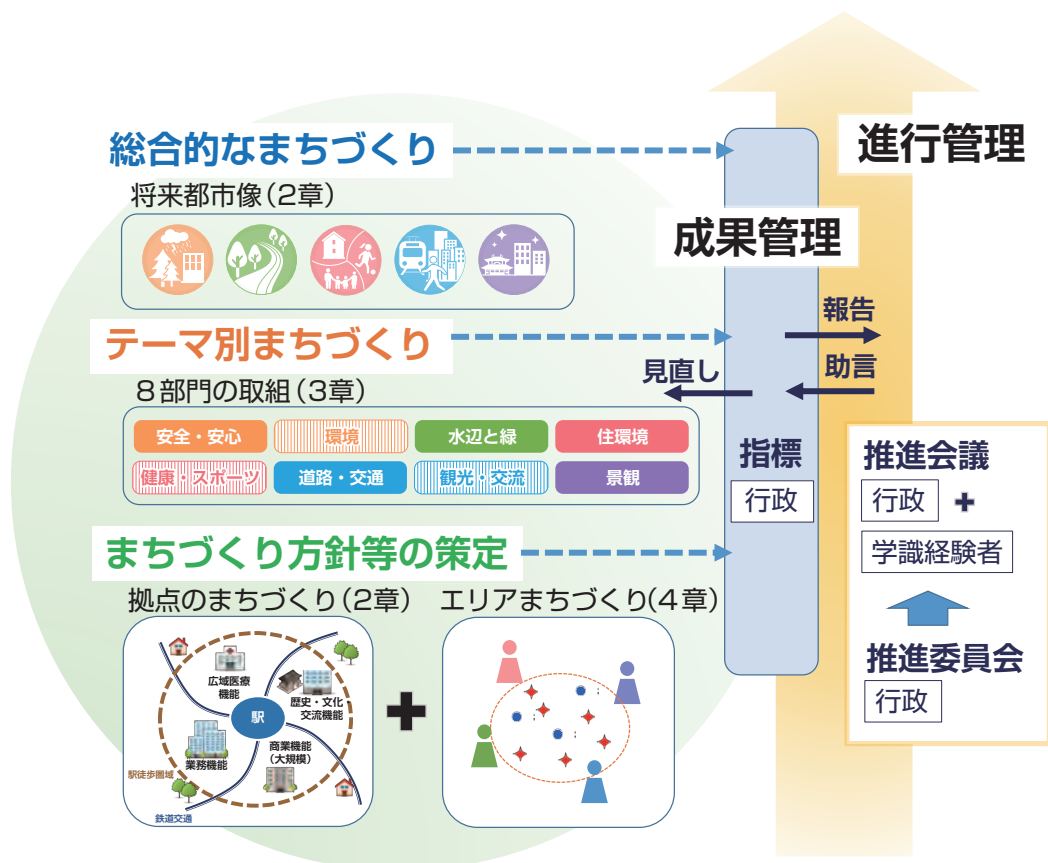 進行管理
総合的なまちづくり
将来都市像（2章）
成果管理
報告
助言
見直し
テーマ別まちづくり
8部門の取組（3章）
安全・安心
環境
水辺と緑
住環境
健康・スポーツ
道路・交通
観光・交流
景観
指標
行政
推進会議
行政
+
学識経験者
推進委員会
行政
まちづくり方針等の策定
拠点のまちづくり（2章）
広域医療
機能
歴史・文化
交流機能
駅
業務機能
商業機能
（大規模）
駅徒歩圏域
鉄道交通
+
エリアまちづくり（4章）